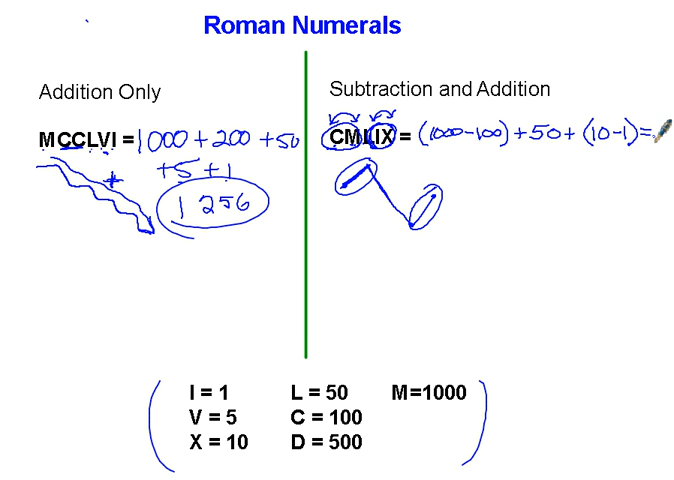 Roman Numerals
Addition Only
MCCLVI = 1000 + 200 + 50
+5 +1
1256
+
Subtraction and Addition
CMLIX = (1000-100) + 50 + (10-1) =
I = 1 L = 50 M=1000
V = 5 C = 100
X = 10 D = 500